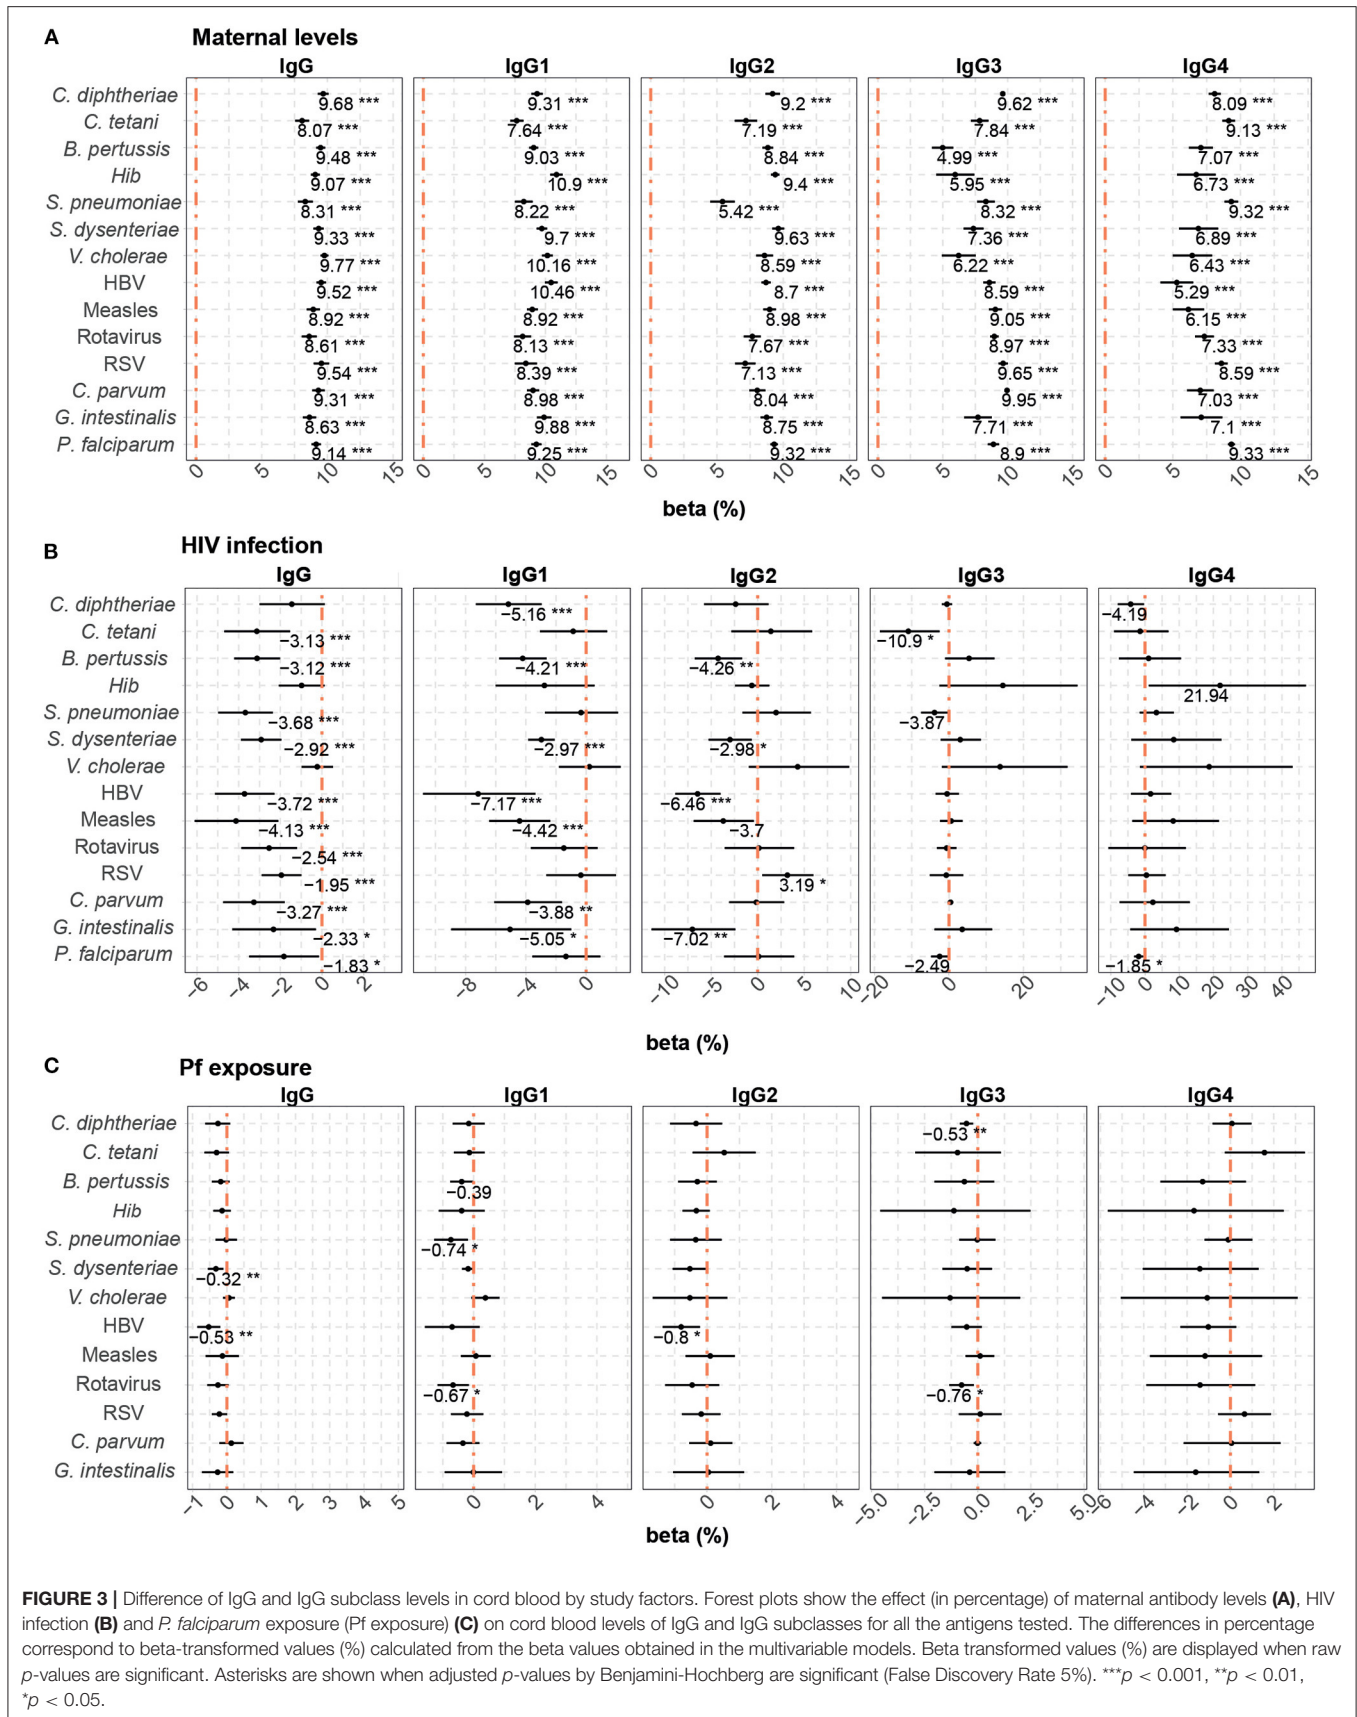 A Maternal levels
IgG IgG1 IgG2 IgG3 IgG4
C. diphtheriae 9.68 *** 9.31 *** 9.2 *** 9.62 *** 8.09 ***
C. tetani 8.07 *** 7.64 *** 7.19 *** 7.84 *** 9.13 ***
B. pertussis 9.48 *** 9.03 *** 8.84 *** 4.99 *** 7.07 ***
Hib 9.07 *** 10.9 *** 9.4 *** 5.95 *** 6.73 ***
S. pneumoniae 8.31 *** 8.22 *** 5.42 *** 8.32 *** 9.32 ***
S. dysenteriae 9.33 *** 9.7 *** 9.63 *** 7.36 *** 6.89 ***
V. cholerae 9.77 *** 10.16 *** 8.59 *** 6.22 *** 6.43 ***
HBV 9.52 *** 10.46 *** 8.7 *** 8.59 *** 5.29 ***
Measles 8.92 *** 8.92 *** 8.98 *** 9.05 *** 6.15 ***
Rotavirus 8.61 *** 8.13 *** 7.67 *** 8.97 *** 7.33 ***
RSV 9.54 *** 8.39 *** 7.13 *** 9.65 *** 8.59 ***
C. parvum 9.31 *** 8.98 *** 8.04 *** 9.95 *** 7.03 ***
G. intestinalis 8.63 *** 9.88 *** 8.75 *** 7.71 *** 7.1 ***
P. falciparum 9.14 *** 9.25 *** 9.32 *** 8.9 *** 9.33 ***
0 5 10 15 0 5 10 15 0 5 10 15 0 5 10 15 0 5 10 15
beta (%)
B HIV infection
IgG IgG1 IgG2 IgG3 IgG4
C. diphtheriae −5.16 *** −4.19
C. tetani −3.13 *** −10.9 *
B. pertussis −3.12 *** −4.21 *** −4.26 **
Hib 21.94
S. pneumoniae −3.68 *** −3.87
S. dysenteriae −2.92 *** −2.97 *** −2.98 *
V. cholerae
HBV −3.72 *** −7.17 *** −6.46 ***
Measles −4.13 *** −4.42 *** −3.7
Rotavirus −2.54 ***
RSV −1.95 *** 3.19 *
C. parvum −3.27 *** −3.88 **
G. intestinalis −2.33 * −5.05 * −7.02 **
P. falciparum −1.83 * −2.49 −1.85 *
−6 −4 −2 0 2 −8 −4 0 −10 −5 0 5 10 −20 0 20 −10 0 10 20 30 40
beta (%)
C Pf exposure
IgG IgG1 IgG2 IgG3 IgG4
C. diphtheriae −0.53 **
C. tetani
B. pertussis −0.39
Hib
S. pneumoniae −0.74 *
S. dysenteriae −0.32 **
V. cholerae
HBV −0.53 ** −0.8 *
Measles
Rotavirus −0.67 * −0.76 *
RSV
C. parvum
G. intestinalis
−1 0 1 2 3 4 5 0 2 4 0 2 4 −5.0 −2.5 0.0 2.5 5.0 −6 −4 −2 0 2
beta (%)
FIGURE 3 | Difference of IgG and IgG subclass levels in cord blood by study factors. Forest plots show the effect (in percentage) of maternal antibody levels (A), HIV
infection (B) and P. falciparum exposure (Pf exposure) (C) on cord blood levels of IgG and IgG subclasses for all the antigens tested. The differences in percentage
correspond to beta-transformed values (%) calculated from the beta values obtained in the multivariable models. Beta transformed values (%) are displayed when raw
p-values are significant. Asterisks are shown when adjusted p-values by Benjamini-Hochberg are significant (False Discovery Rate 5%). ***p < 0.001, **p < 0.01,
*p < 0.05.